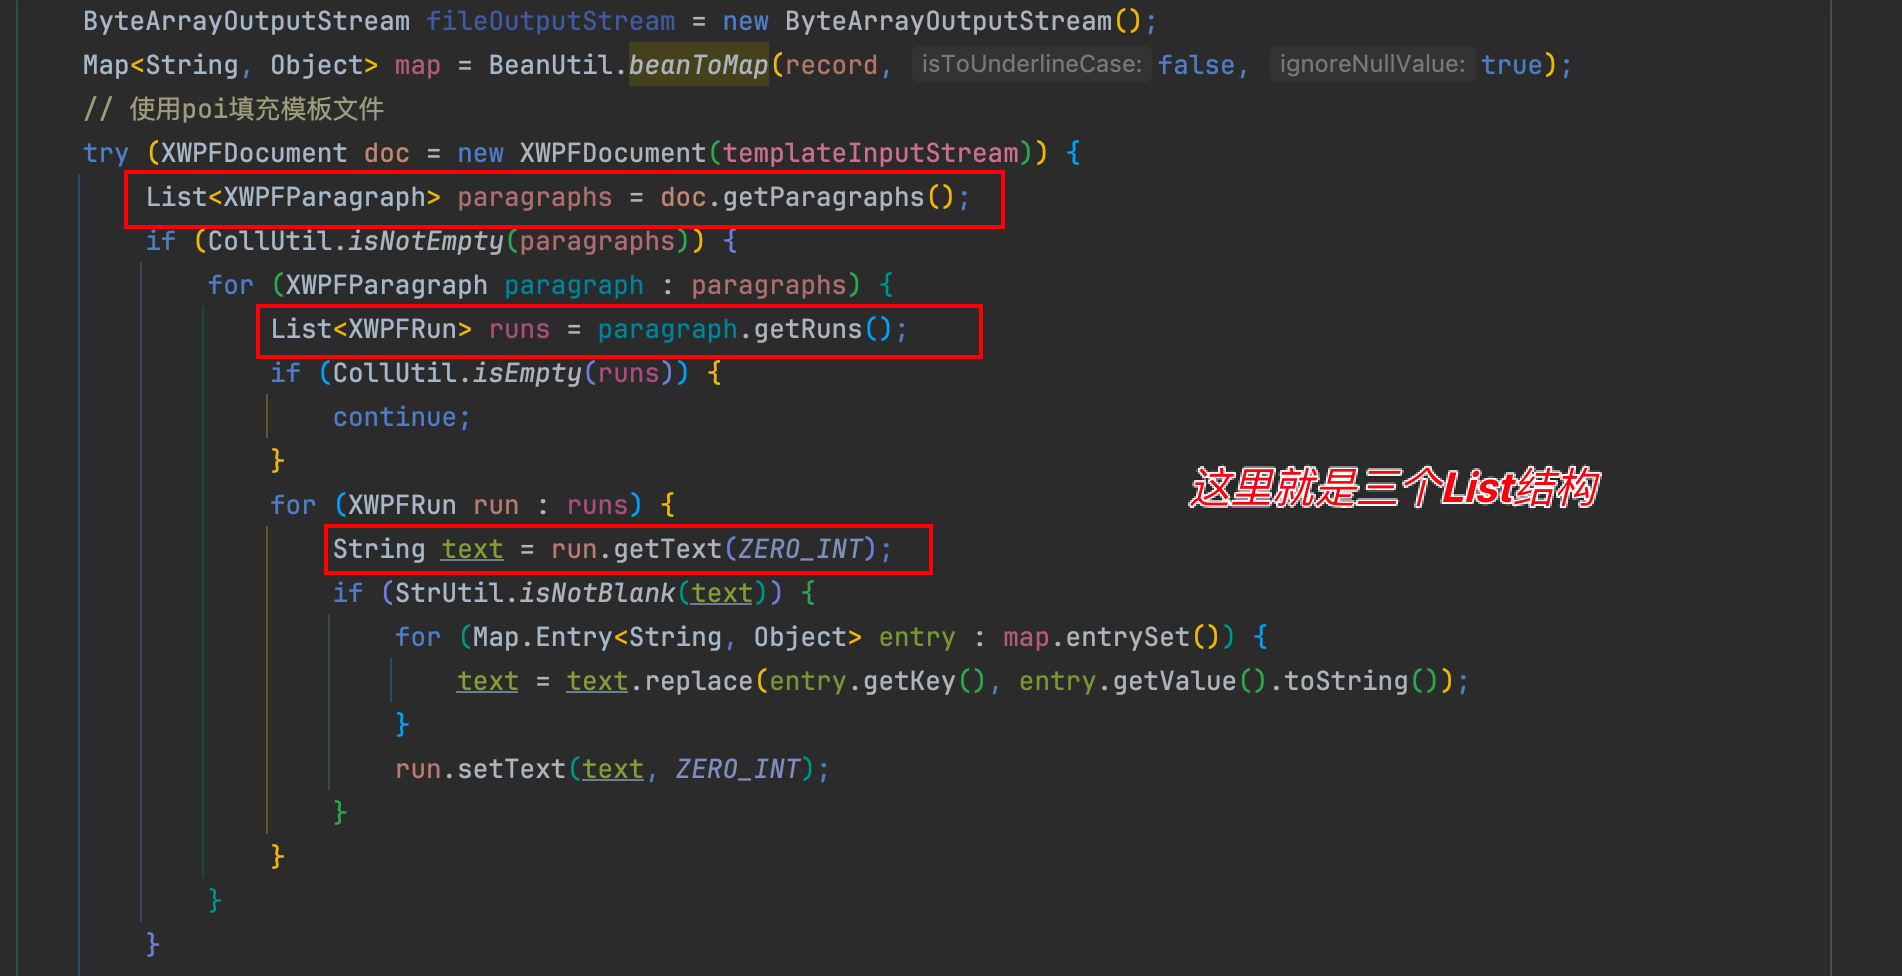 ByteArrayOutputStream fileOutputStream = new ByteArrayOutputStream();
Map<String, Object> map = BeanUtil.beanToMap(record, isToUnderlineCase: false, ignoreNullValue: true);
// 使用poi填充模板文件
try (XWPFDocument doc = new XWPFDocument(templateInputStream)) {
List<XWPFParagraph> paragraphs = doc.getParagraphs();
if (CollUtil.isNotEmpty(paragraphs)) {
for (XWPFParagraph paragraph : paragraphs) {
List<XWPFRun> runs = paragraph.getRuns();
if (CollUtil.isEmpty(runs)) {
continue;
}
这里就是三个List结构
for (XWPFRun run : runs) {
String text = run.getText(ZERO_INT);
if (StrUtil.isNotBlank(text)) {
for (Map.Entry<String, Object> entry : map.entrySet()) {
text = text.replace(entry.getKey(), entry.getValue().toString());
}
run.setText(text, ZERO_INT);
}
}
}
}